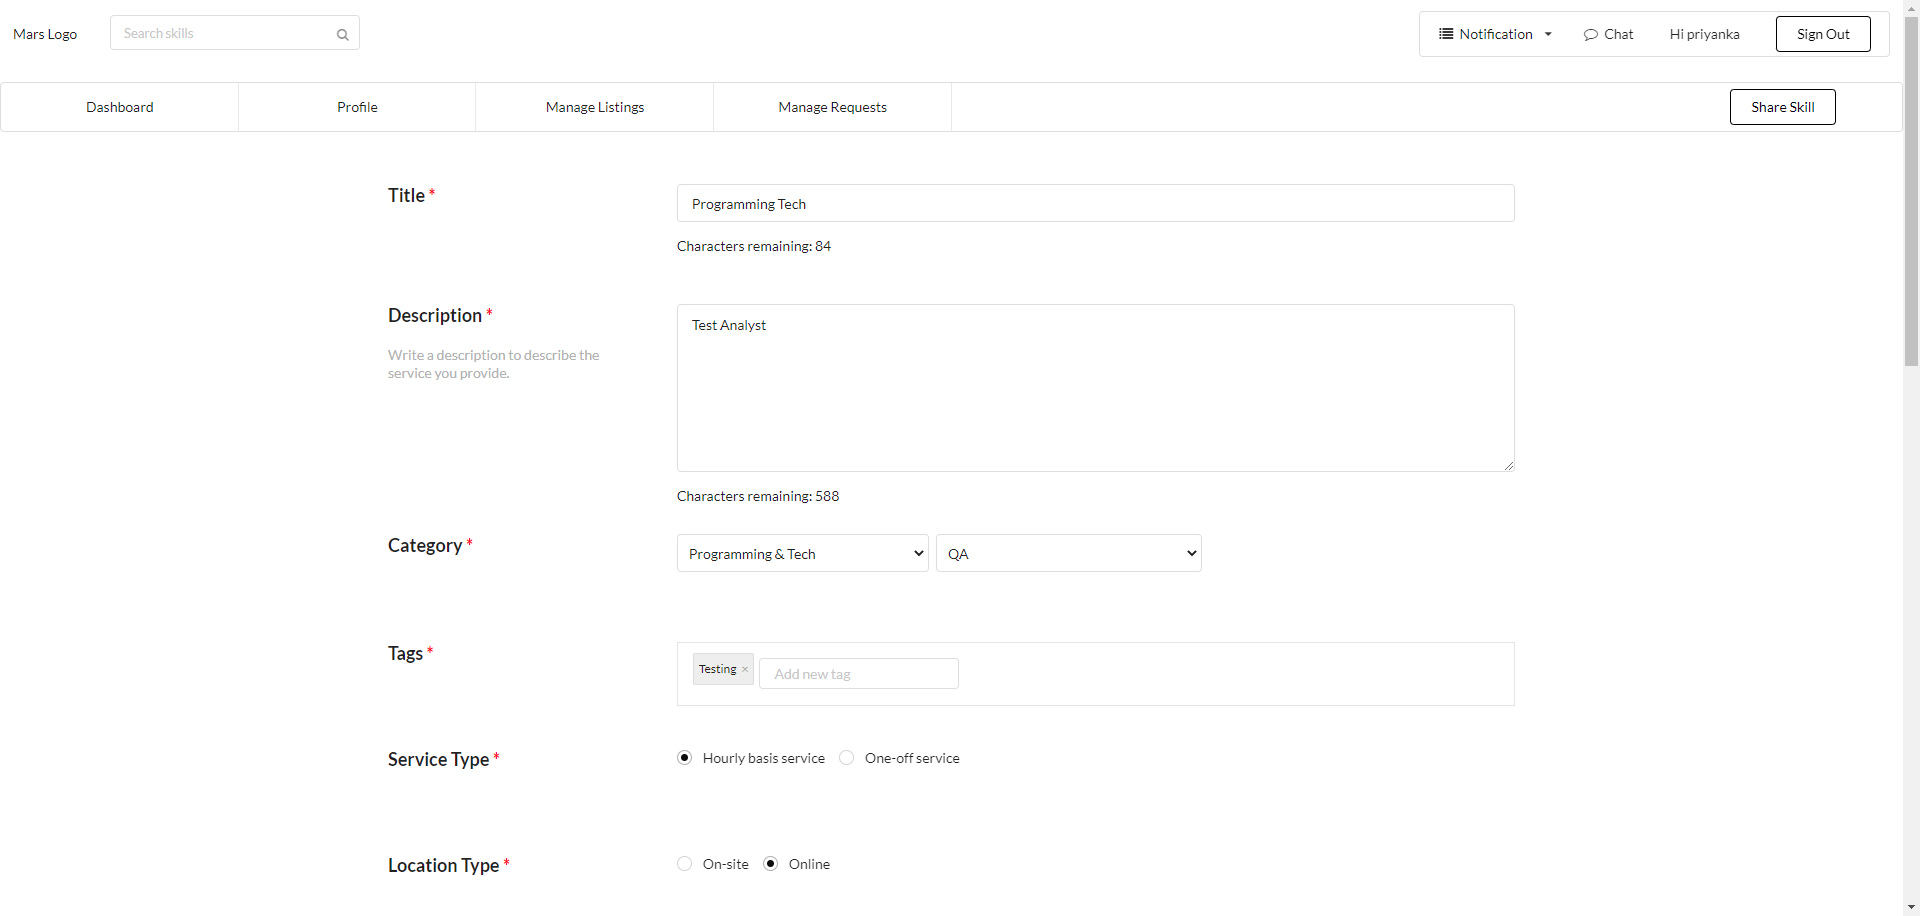 Mars Logo
Search skills
Notification
Chat
Hi priyanka
Sign Out
Dashboard
Profile
Manage Listings
Manage Requests
Share Skill
Title *
Programming Tech
Characters remaining: 84
Description *
Write a description to describe the
service you provide.
Test Analyst
Characters remaining: 588
Category *
Programming & Tech
QA
Tags *
Testing ×
Add new tag
Service Type *
Hourly basis service
One-off service
Location Type *
On-site
Online